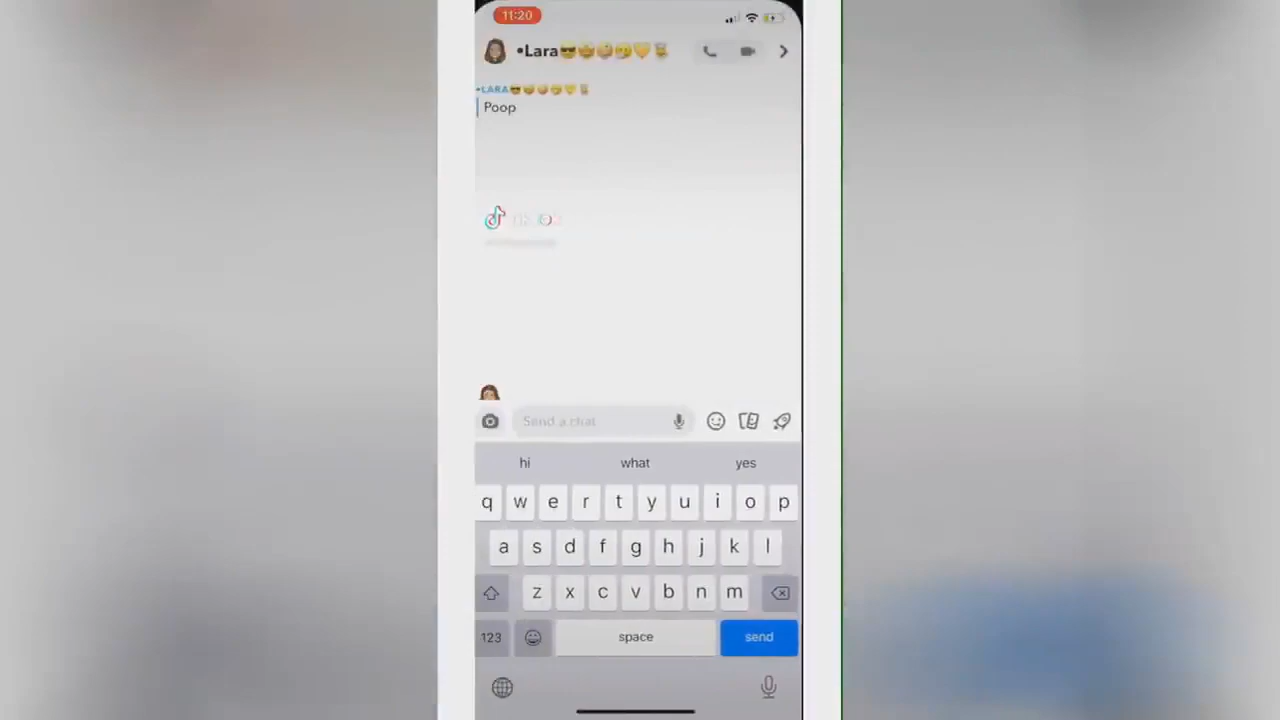 11:20
•Lara😎🤩🤪🤔💛👼
•LARA
Poop
Send a chat
hi what yes
q w e r t y u i o p
a s d f g h j k l
z x c v b n m
123 space send